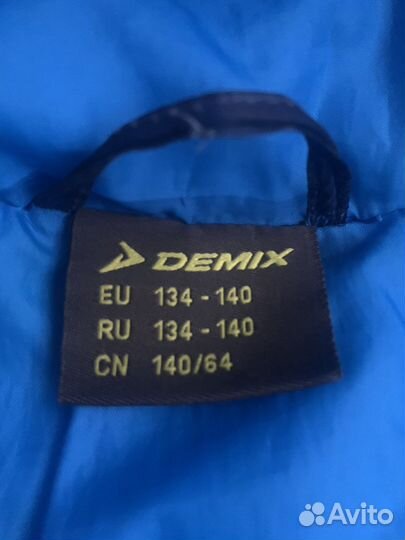 DEMIX
EU 134 - 140
RU 134 - 140
CN 140/64
Avito